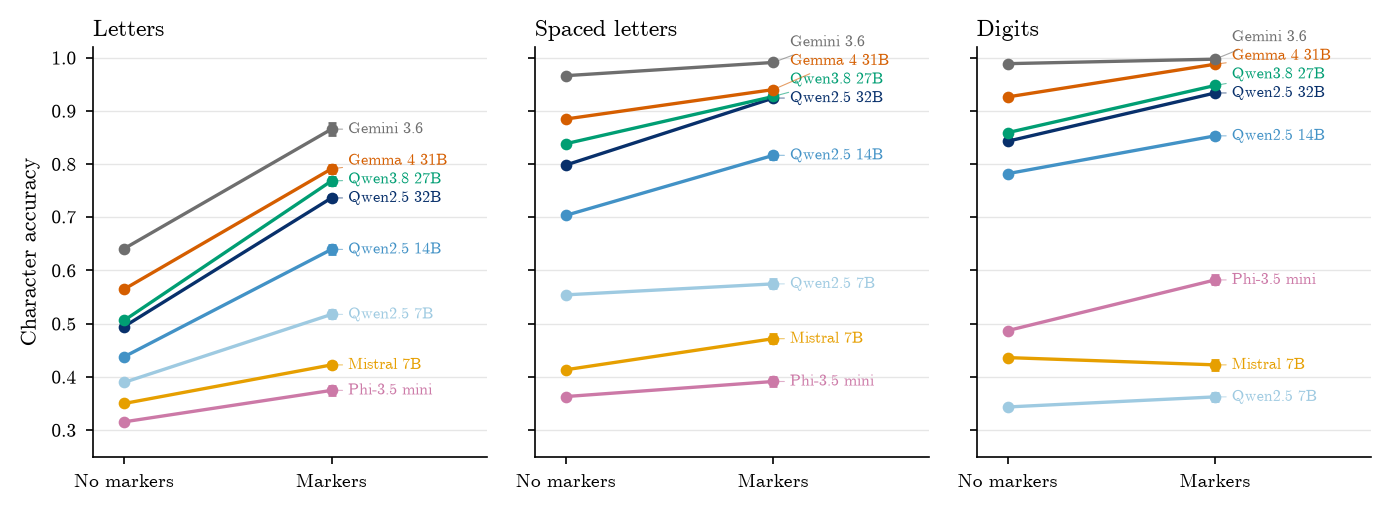 Letters
Spaced letters
Digits
Character accuracy
1.0
0.9
0.8
0.7
0.6
0.5
0.4
0.3
Gemini 3.6
Gemma 4 31B
Qwen3.8 27B
Qwen2.5 32B
Qwen2.5 14B
Qwen2.5 7B
Mistral 7B
Phi-3.5 mini
No markers
Markers
Gemini 3.6
Gemma 4 31B
Qwen3.8 27B
Qwen2.5 32B
Qwen2.5 14B
Qwen2.5 7B
Mistral 7B
Phi-3.5 mini
No markers
Markers
Gemini 3.6
Gemma 4 31B
Qwen3.8 27B
Qwen2.5 32B
Qwen2.5 14B
Phi-3.5 mini
Mistral 7B
Qwen2.5 7B
No markers
Markers